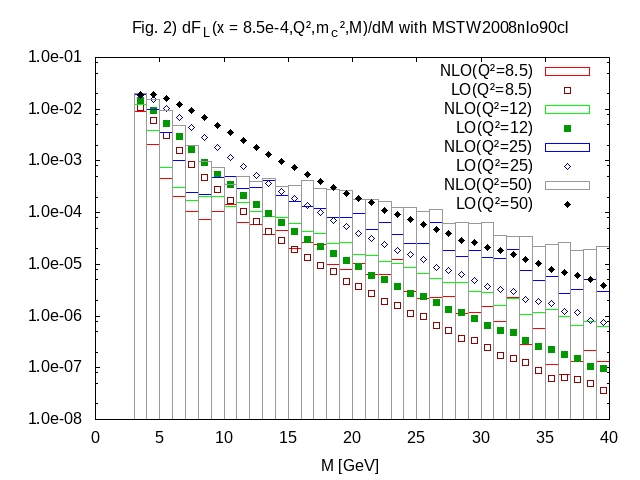 Fig. 2) dF_L(x = 8.5e-4,Q²,m_c²,M)/dM with MSTW2008nlo90cl
1.0e-01
1.0e-02
1.0e-03
1.0e-04
1.0e-05
1.0e-06
1.0e-07
1.0e-08
NLO(Q²=8.5)
LO(Q²=8.5)
NLO(Q²=12)
LO(Q²=12)
NLO(Q²=25)
LO(Q²=25)
NLO(Q²=50)
LO(Q²=50)
0 5 10 15 20 25 30 35 40
M [GeV]